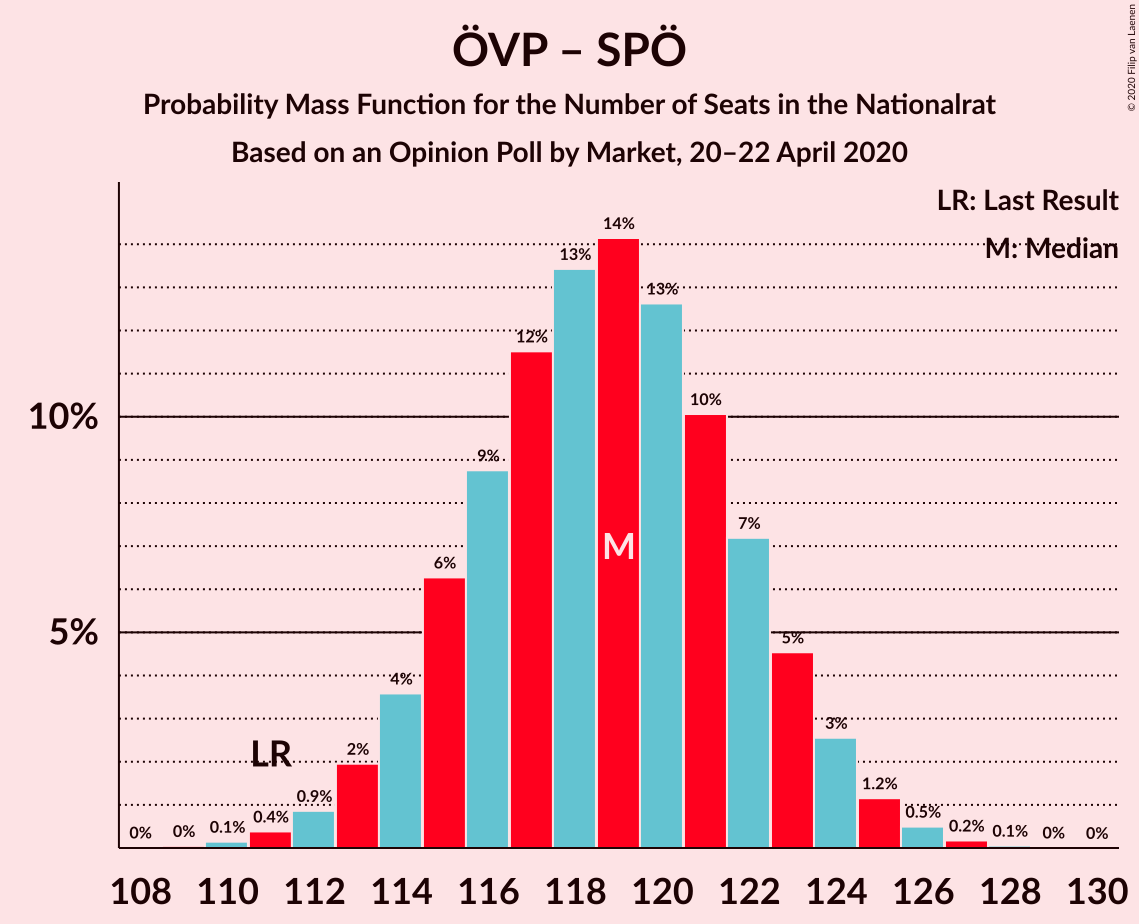 ÖVP – SPÖ
Probability Mass Function for the Number of Seats in the Nationalrat
Based on an Opinion Poll by Market, 20–22 April 2020
© 2020 Filip van Laenen
LR: Last Result
M: Median
14%
13%
13%
12%
10%
10%
9%
7%
M
6%
5%
5%
4%
3%
LR
2%
1.2%
0.9%
0.5%
0.4%
0.2%
0.1%
0.1%
0%
0%
0%
0%
108 110 112 114 116 118 120 122 124 126 128 130